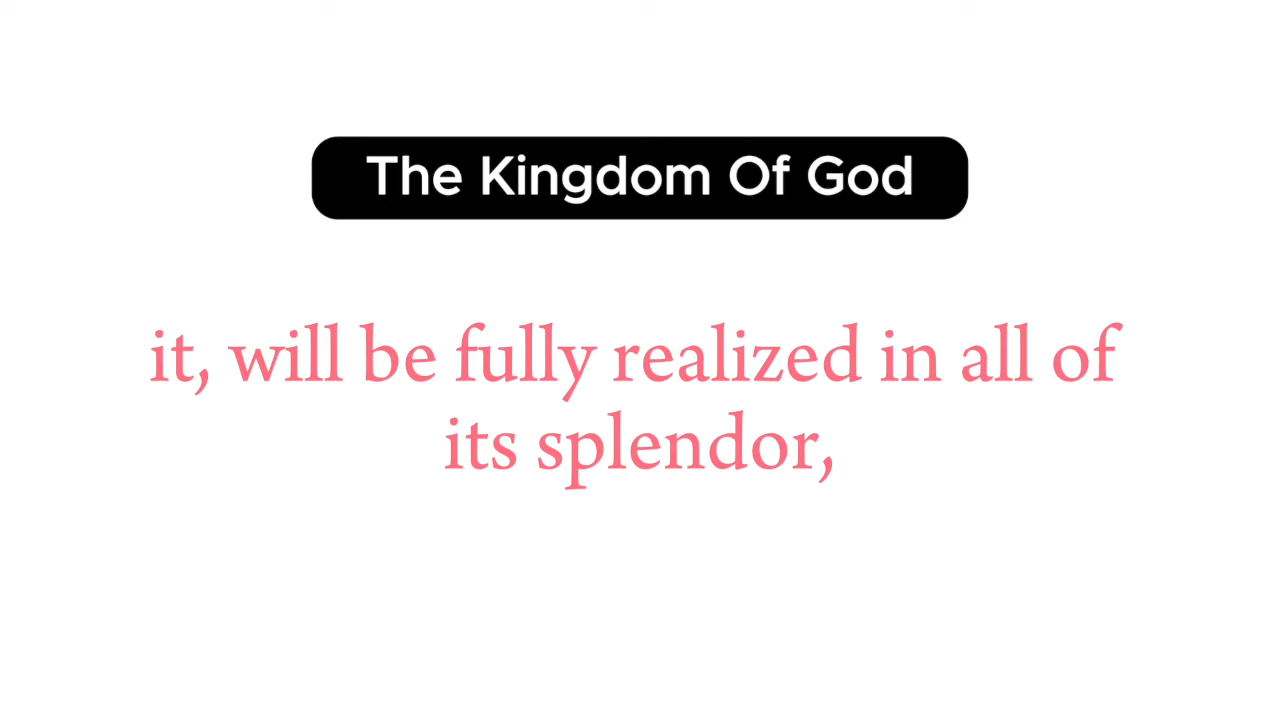 The Kingdom Of God
it, will be fully realized in all of
its splendor,